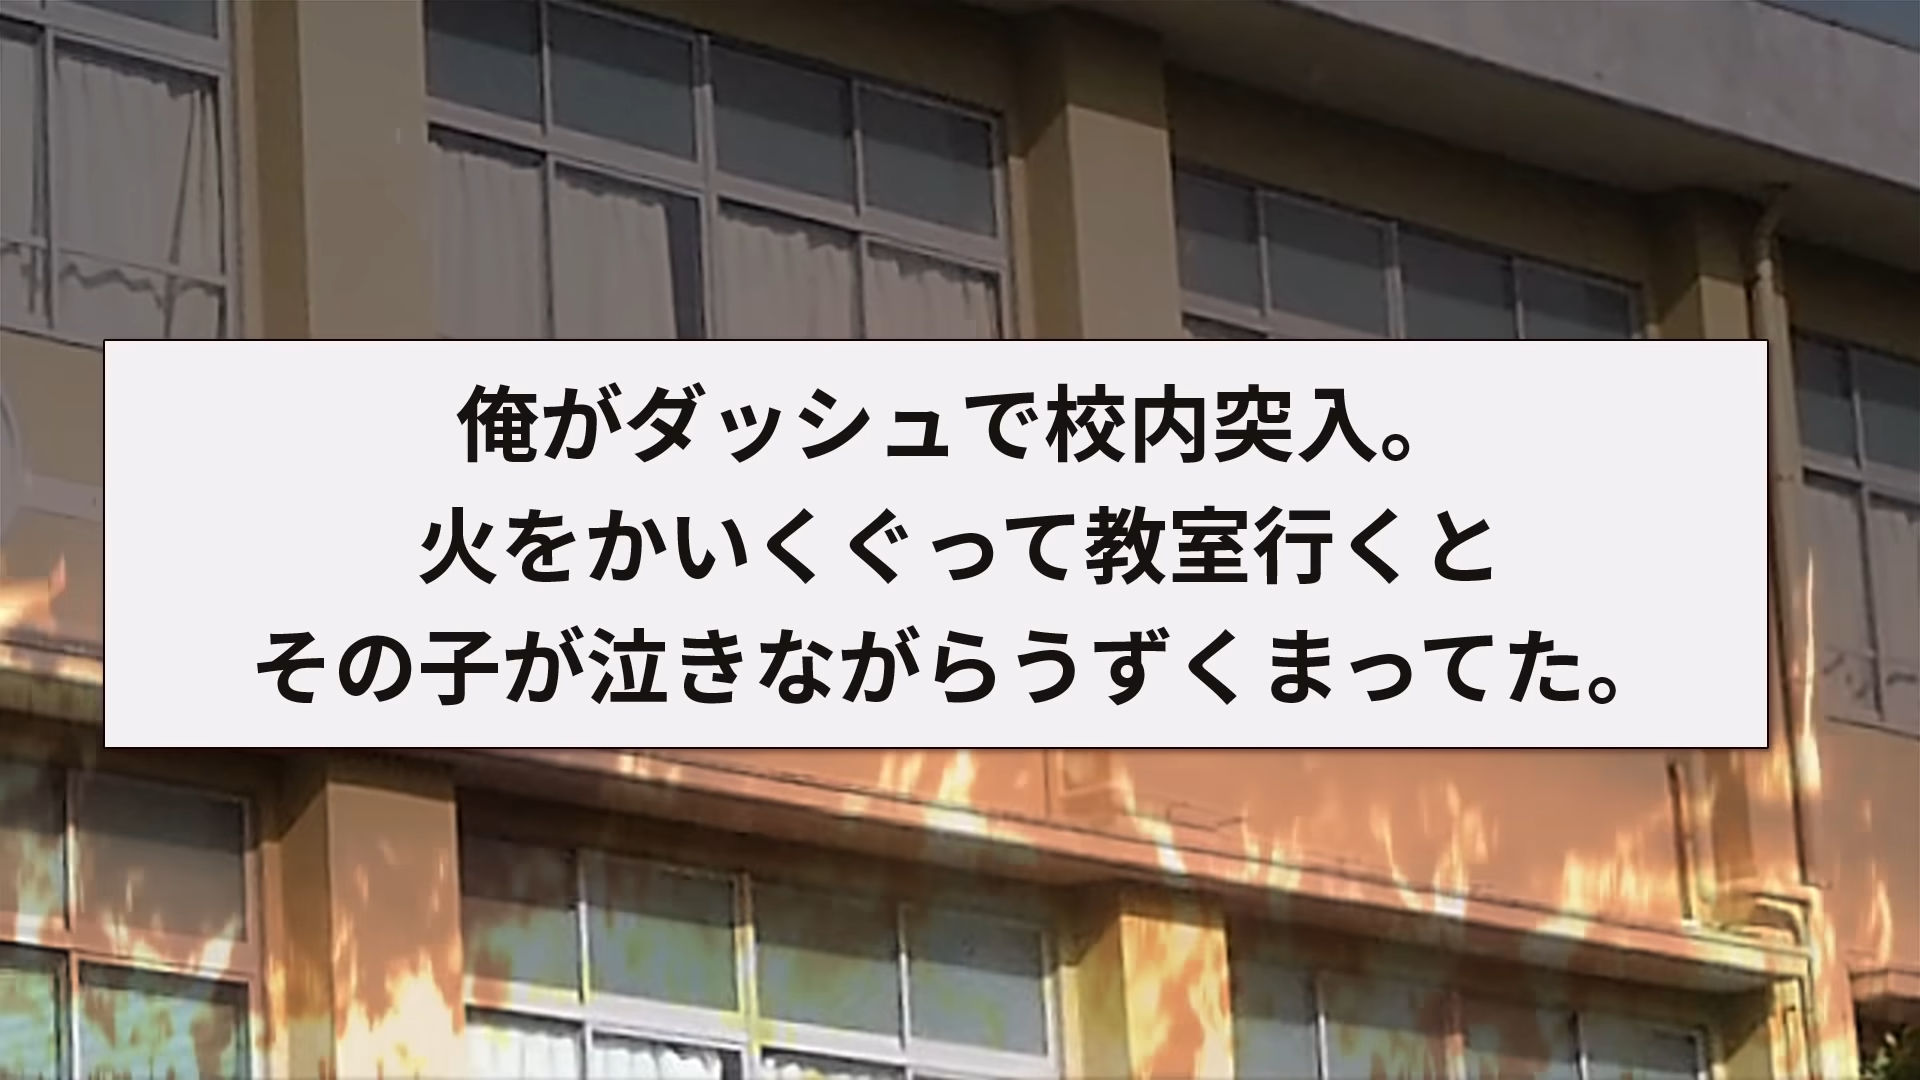 俺がダッシュで校内突入。
火をかいくぐって教室行くと
その子が泣きながらうずくまってた。